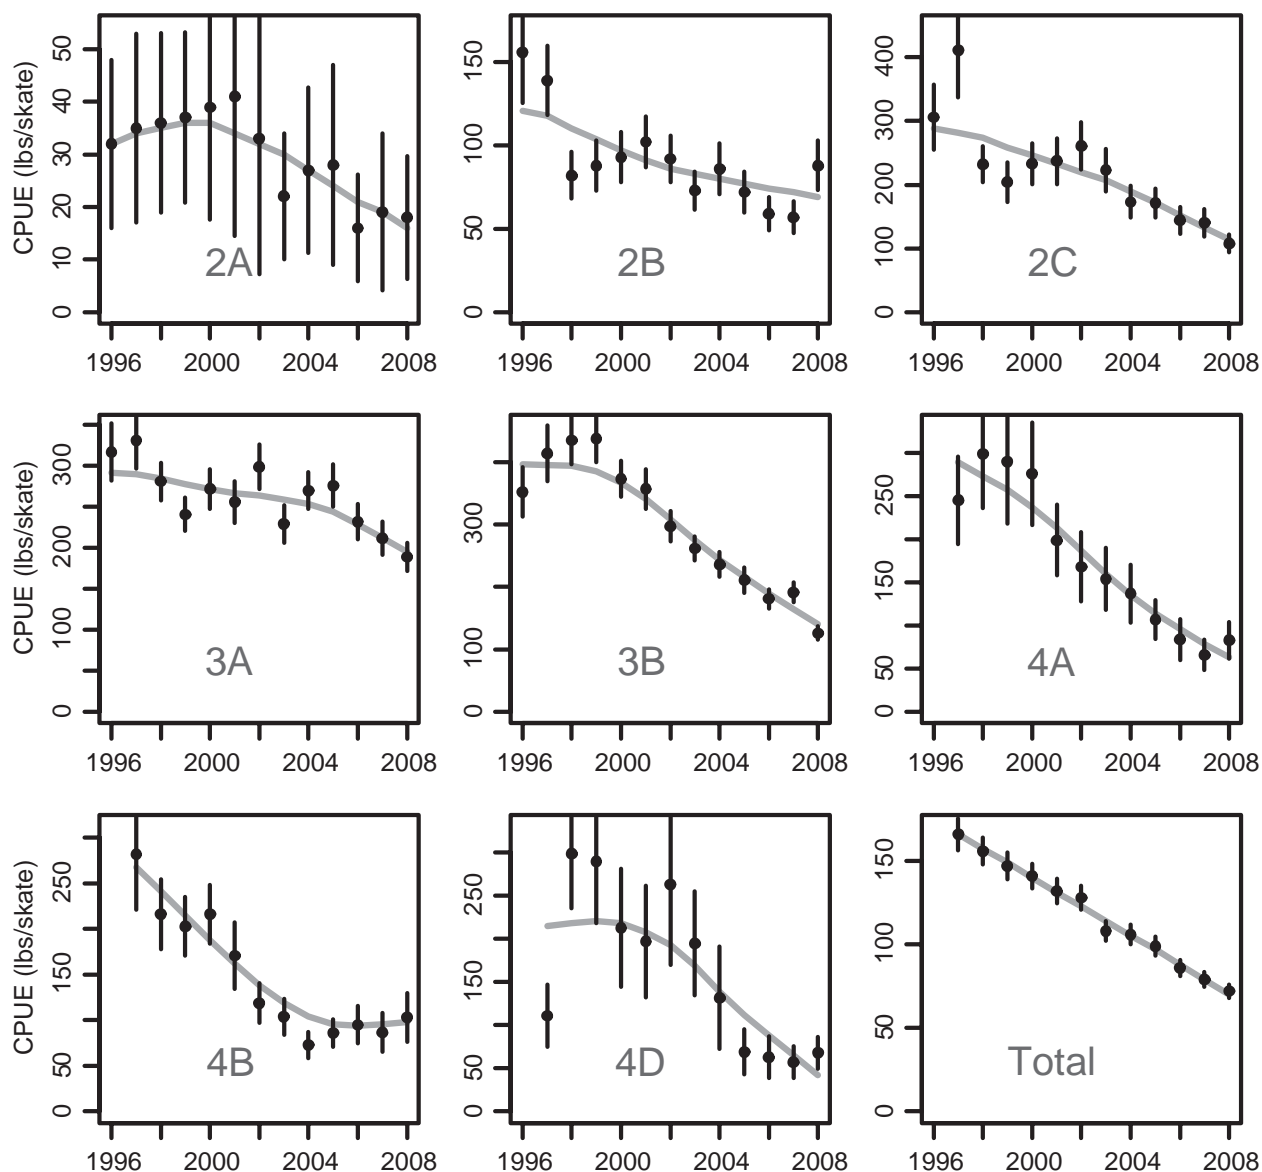 CPUE (lbs/skate)
0 10 20 30 40 50
2A
1996 2000 2004 2008
0 50 100 150
2B
1996 2000 2004 2008
0 100 200 300 400
2C
1996 2000 2004 2008
CPUE (lbs/skate)
0 100 200 300
3A
1996 2000 2004 2008
0 100 300
3B
1996 2000 2004 2008
0 50 150 250
4A
1996 2000 2004 2008
CPUE (lbs/skate)
0 50 150 250
4B
1996 2000 2004 2008
0 50 150 250
4D
1996 2000 2004 2008
0 50 100 150
Total
1996 2000 2004 2008